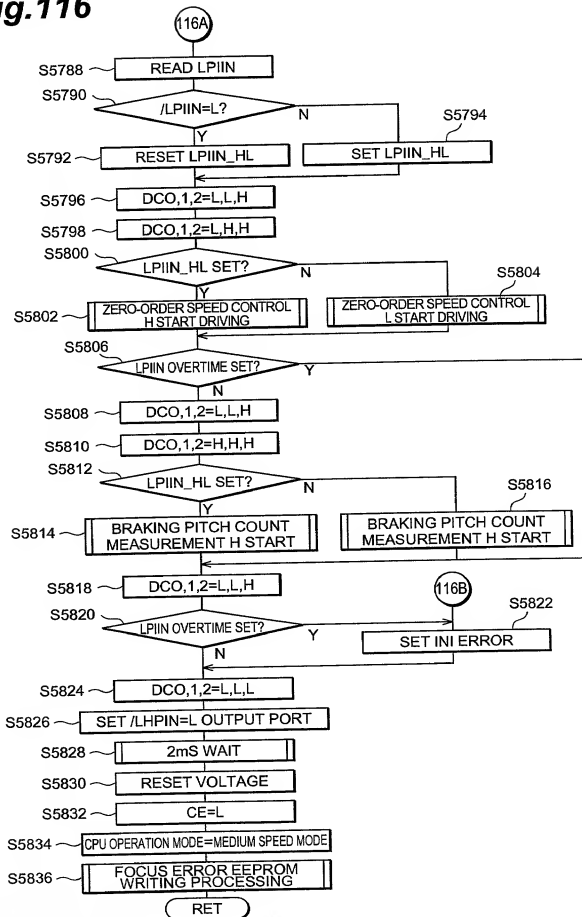 ig.116
116A
S5788
READ LPIIN
S5790
/LPIIN=L?
N
S5794
Y
S5792
RESET LPIIN_HL
SET LPIIN_HL
S5796
DCO,1,2=L,L,H
S5798
DCO,1,2=L,H,H
S5800
LPIIN_HL SET?
N
S5804
Y
S5802
ZERO-ORDER SPEED CONTROL
H START DRIVING
ZERO-ORDER SPEED CONTROL
L START DRIVING
S5806
LPIIN OVERTIME SET?
Y
N
S5808
DCO,1,2=L,L,H
S5810
DCO,1,2=H,H,H
S5812
LPIIN_HL SET?
N
S5816
Y
S5814
BRAKING PITCH COUNT
MEASUREMENT H START
BRAKING PITCH COUNT
MEASUREMENT H START
S5818
DCO,1,2=L,L,H
116B
S5820
LPIIN OVERTIME SET?
Y
S5822
SET INI ERROR
N
S5824
DCO,1,2=L,L,L
S5826
SET /LHPIN=L OUTPUT PORT
S5828
2mS WAIT
S5830
RESET VOLTAGE
S5832
CE=L
S5834
CPU OPERATION MODE=MEDIUM SPEED MODE
S5836
FOCUS ERROR EEPROM
WRITING PROCESSING
RET